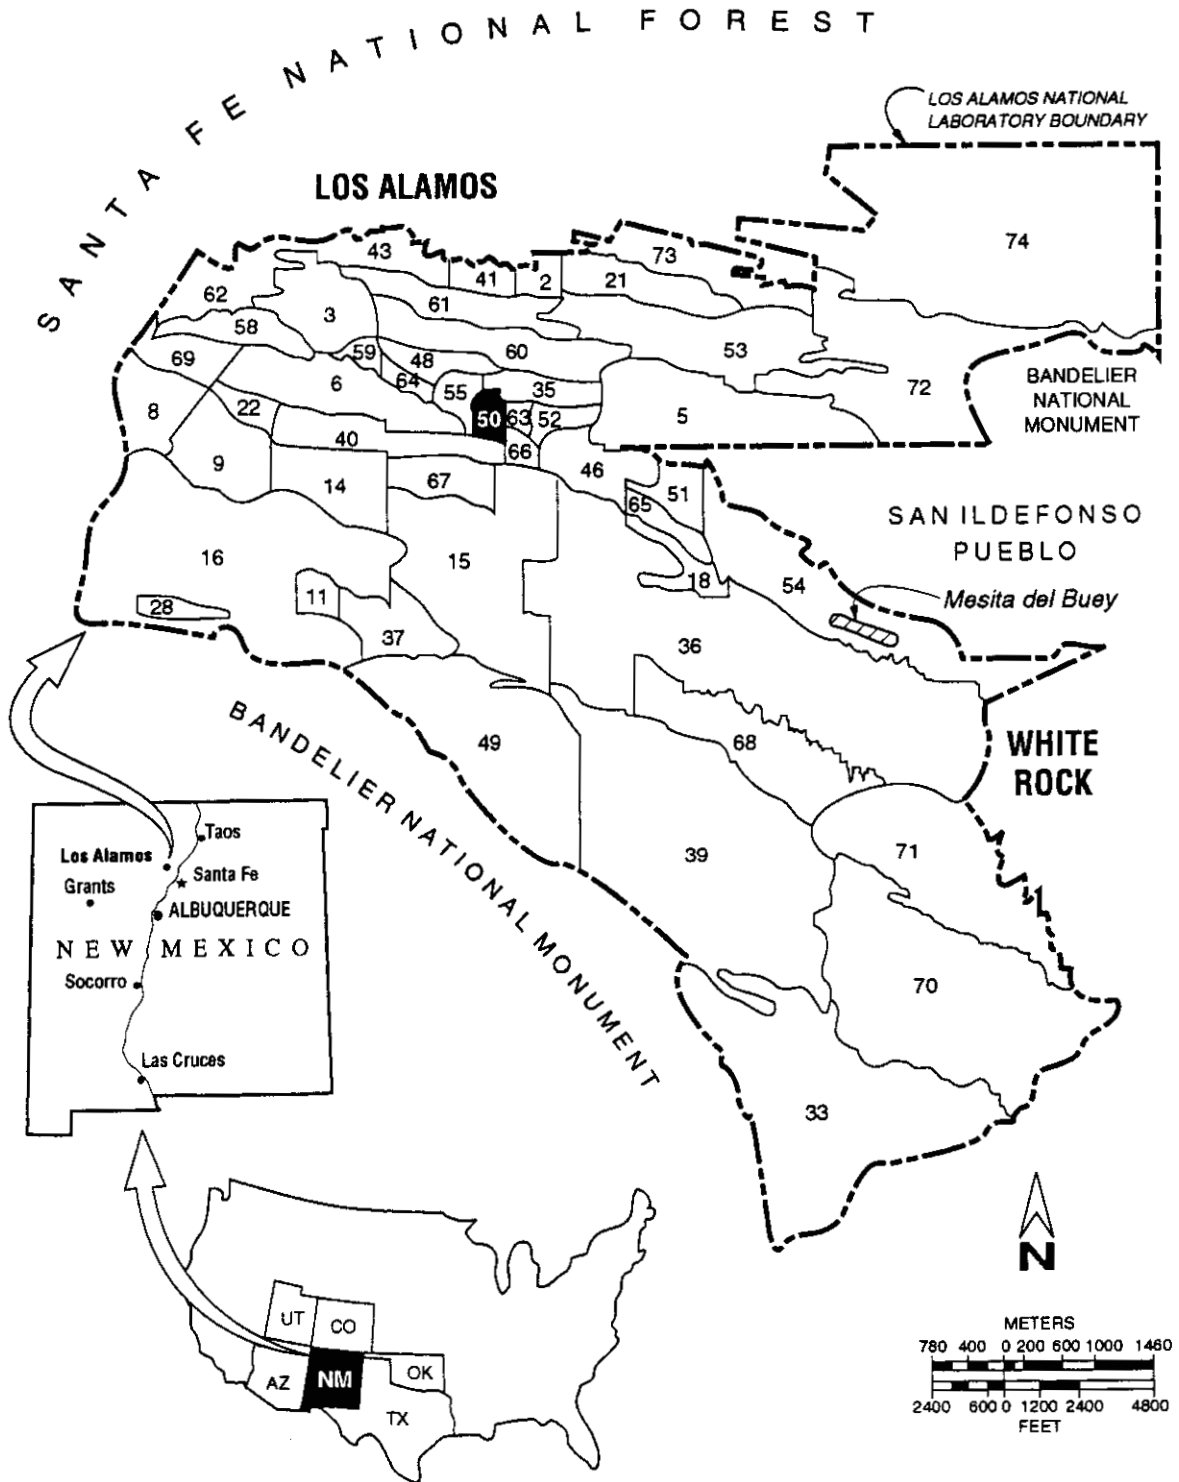 SANTA FE NATIONAL FOREST
LOS ALAMOS NATIONAL
LABORATORY BOUNDARY
LOS ALAMOS
74
73
43
41
2
21
62
61
3
58
53
60
59
48
69
64
6
55
35
72
BANDELIER
NATIONAL
MONUMENT
8
22
50
63
52
5
40
66
9
46
14
67
51
65
SAN ILDEFONSO
PUEBLO
16
15
18
54
11
28
Mesita del Buey
37
36
BANDELIER NATIONAL MONUMENT
49
68
WHITE
ROCK
39
71
70
33
Taos
Los Alamos
Santa Fe
Grants
ALBUQUERQUE
NEW MEXICO
Socorro
Las Cruces
UT
CO
AZ
NM
OK
TX
N
METERS
780 400 0 200 600 1000 1460
2400 600 0 1200 2400 4800
FEET